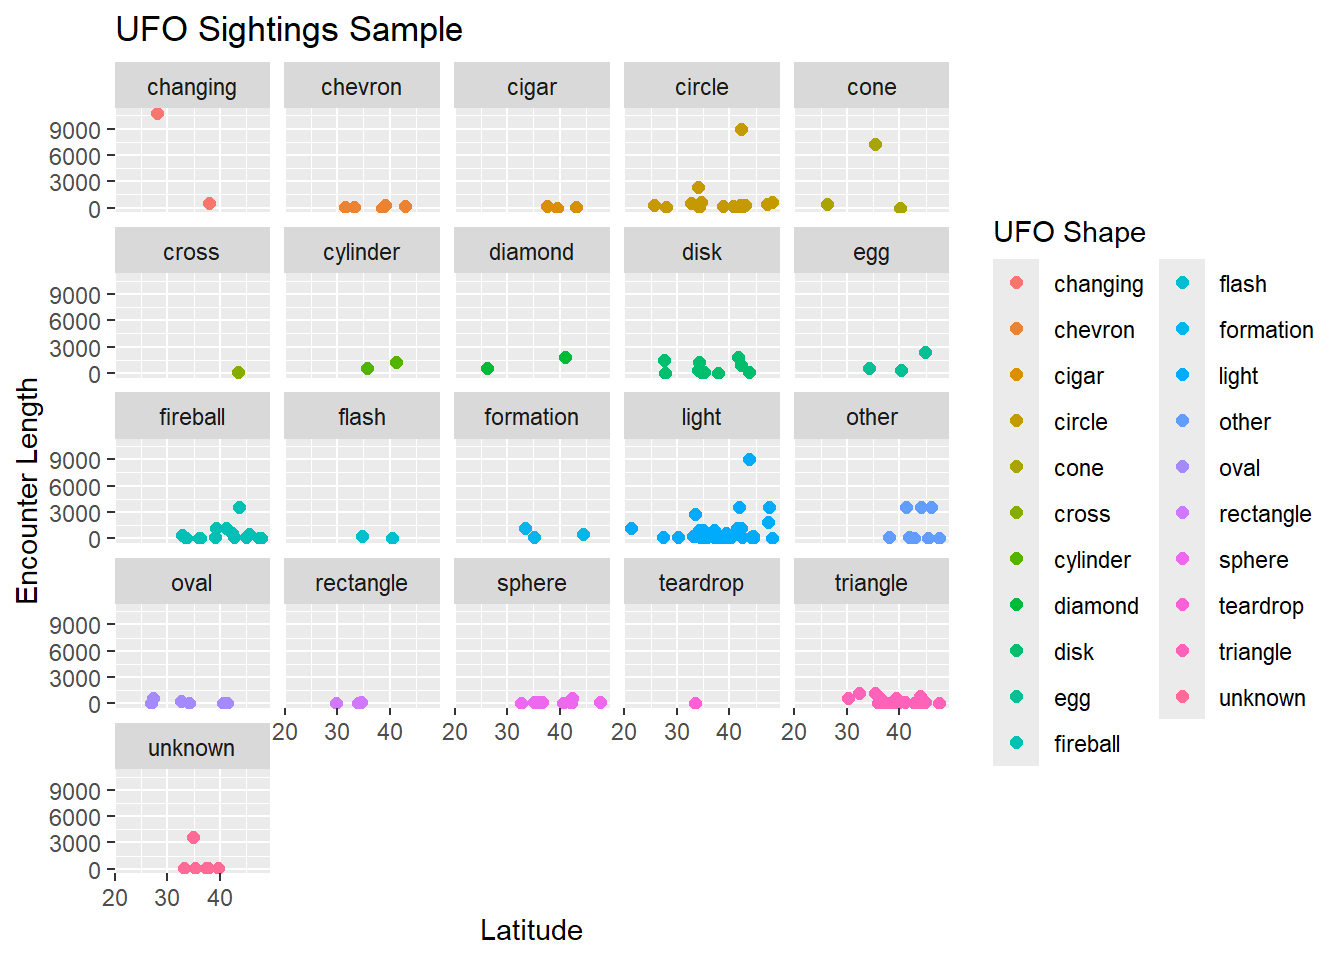 UFO Sightings Sample
changing chevron cigar circle cone
9000
6000
3000
0
cross cylinder diamond disk egg
9000
6000
3000
0
fireball flash formation light other
9000
6000
3000
0
oval rectangle sphere teardrop triangle
9000
6000
3000
0
20 30 40 20 30 40 20 30 40 20 30 40
unknown
9000
6000
3000
0
20 30 40
Latitude
Encounter Length
UFO Shape
changing
chevron
cigar
circle
cone
cross
cylinder
diamond
disk
egg
fireball
flash
formation
light
other
oval
rectangle
sphere
teardrop
triangle
unknown